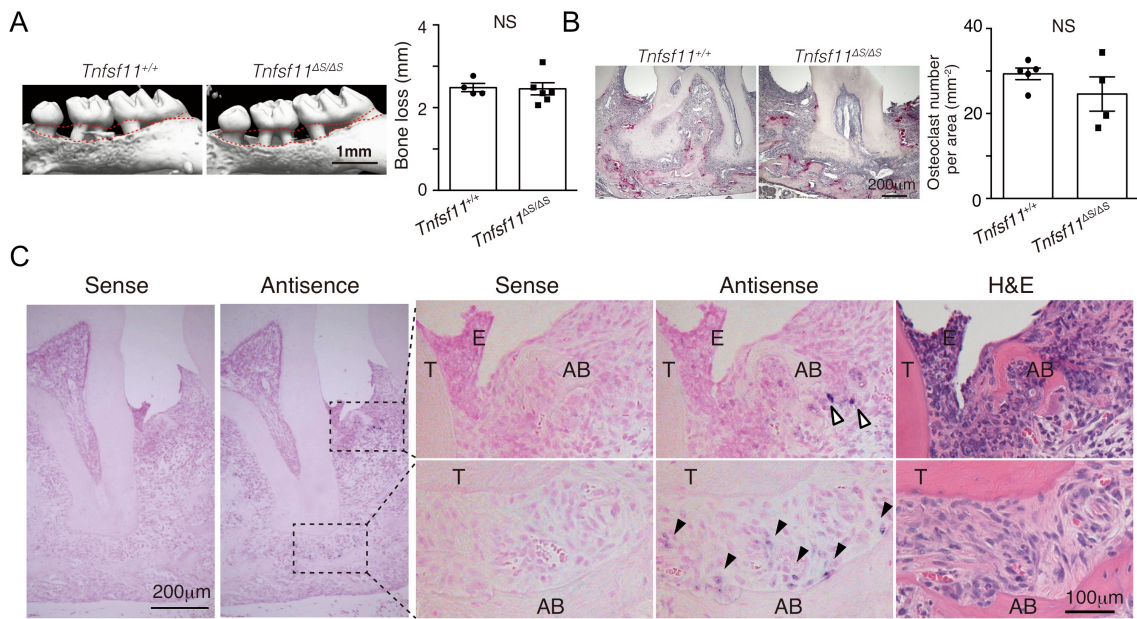 A
Tnfsf11+/+
Tnfsf11ΔS/ΔS
1mm
NS
Bone loss (mm)
4
2
0
Tnfsf11+/+
Tnfsf11ΔS/ΔS
B
Tnfsf11+/+
Tnfsf11ΔS/ΔS
200μm
NS
Osteoclast number
per area (mm-2)
40
20
0
Tnfsf11+/+
Tnfsf11ΔS/ΔS
C
Sense
Antisence
Sense
Antisense
H&E
E
T
AB
E
T
AB
E
T
AB
T
AB
T
AB
T
AB
200μm
100μm